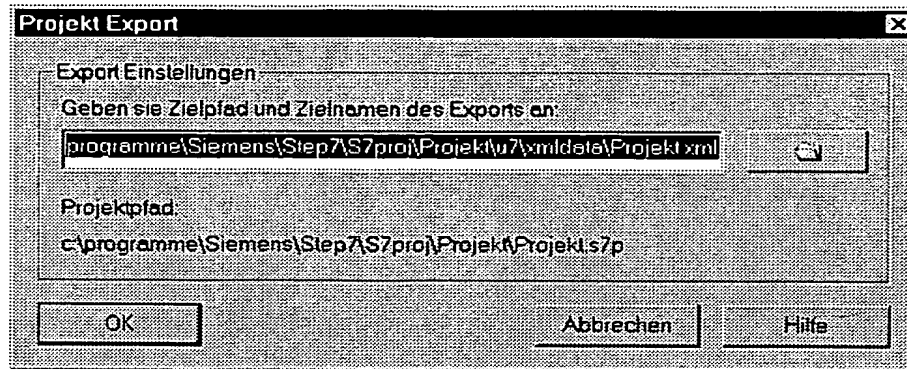 Projekt Export
Export Einstellungen
Geben sie Zielpfad und Zielnamen des Exports an:
programme\Siemens\Step7\S7proj\Projekt\u7\xmldata\Projekt.xml
Projektpfad:
c:\programme\Siemens\Step7\S7proj\Projekt\Projekt.s7p
OK
Abbrechen
Hilfe